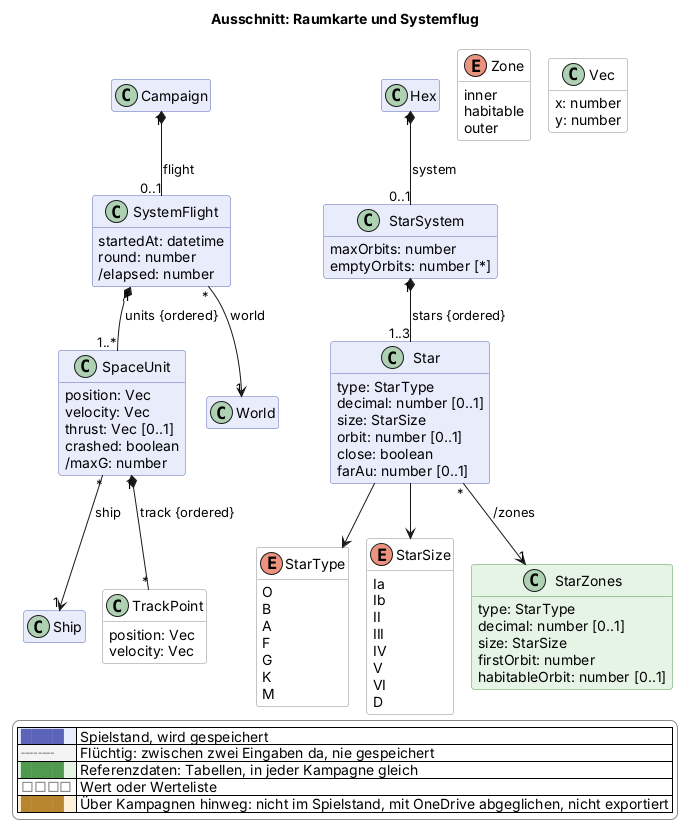 Ausschnitt: Raumkarte und Systemflug
C Campaign
C Hex
E Zone
inner
habitable
outer
C Vec
x: number
y: number
1
flight
0..1
1
system
0..1
C SystemFlight
startedAt: datetime
round: number
/elapsed: number
C StarSystem
maxOrbits: number
emptyOrbits: number [*]
1
units {ordered}
1..*
*
world
1
1
stars {ordered}
1..3
C SpaceUnit
position: Vec
velocity: Vec
thrust: Vec [0..1]
crashed: boolean
/maxG: number
C World
C Star
type: StarType
decimal: number [0..1]
size: StarSize
orbit: number [0..1]
close: boolean
farAu: number [0..1]
*
ship
1
1
track {ordered}
*
*
/zones
1
C Ship
C TrackPoint
position: Vec
velocity: Vec
E StarType
O
B
A
F
G
K
M
E StarSize
Ia
Ib
II
III
IV
V
VI
D
C StarZones
type: StarType
decimal: number [0..1]
size: StarSize
firstOrbit: number
habitableOrbit: number [0..1]
Spielstand, wird gespeichert
Flüchtig: zwischen zwei Eingaben da, nie gespeichert
Referenzdaten: Tabellen, in jeder Kampagne gleich
Wert oder Werteliste
Über Kampagnen hinweg: nicht im Spielstand, mit OneDrive abgeglichen, nicht exportiert